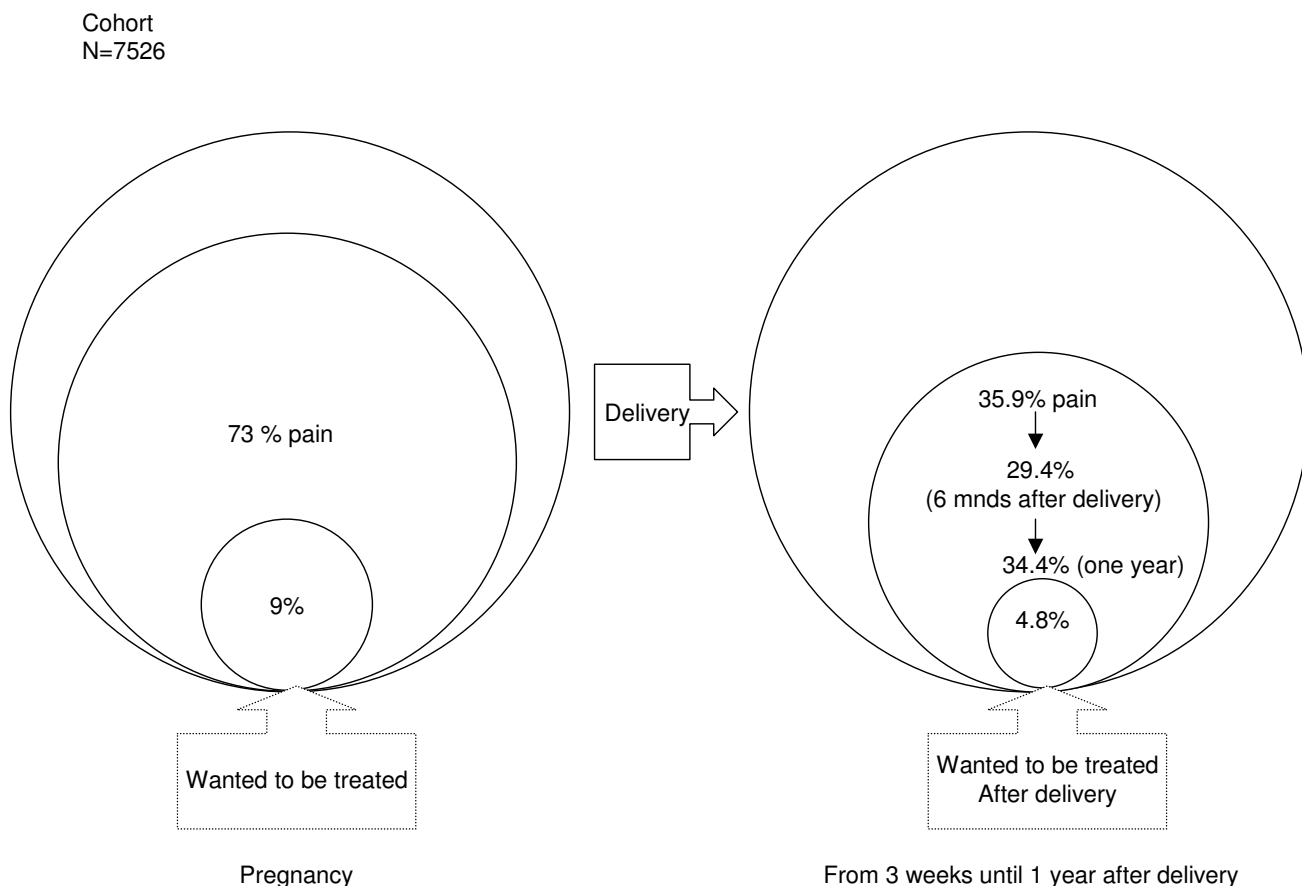 Cohort
N=7526
73 % pain
9%
Wanted to be treated
Pregnancy
Delivery
35.9% pain
29.4%
(6 mnds after delivery)
34.4% (one year)
4.8%
Wanted to be treated
After delivery
From 3 weeks until 1 year after delivery